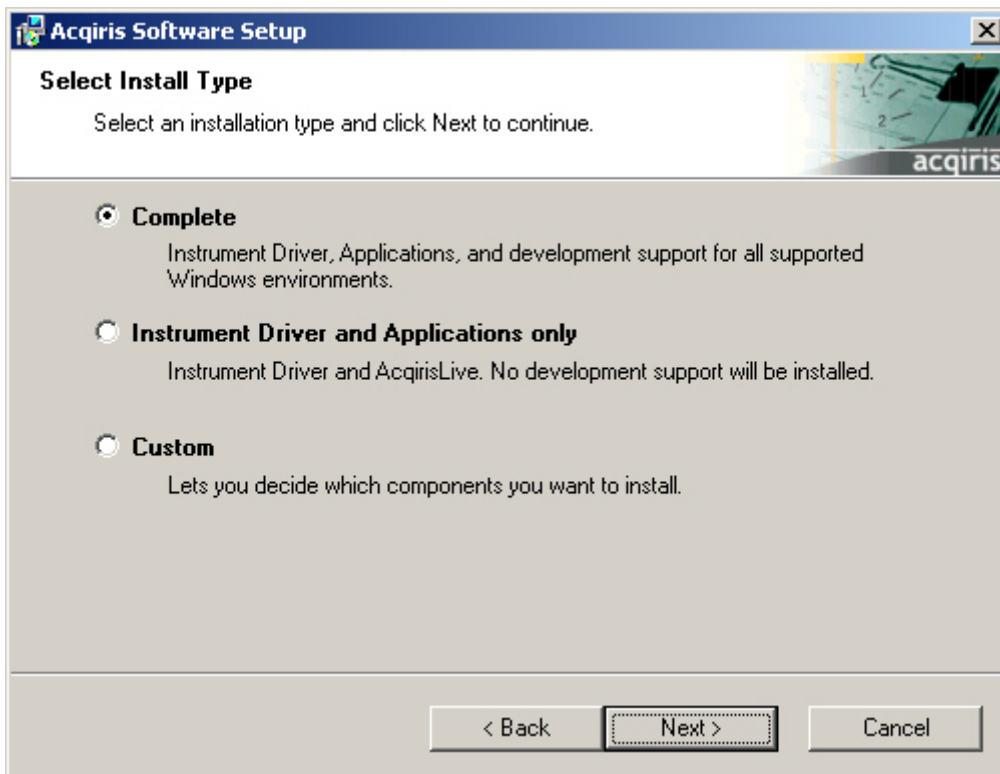 Acqiris Software Setup
Select Install Type
Select an installation type and click Next to continue.
1
2
acqiris
Complete
Instrument Driver, Applications, and development support for all supported
Windows environments.
Instrument Driver and Applications only
Instrument Driver and AcqirisLive. No development support will be installed.
Custom
Lets you decide which components you want to install.
< Back
Next >
Cancel